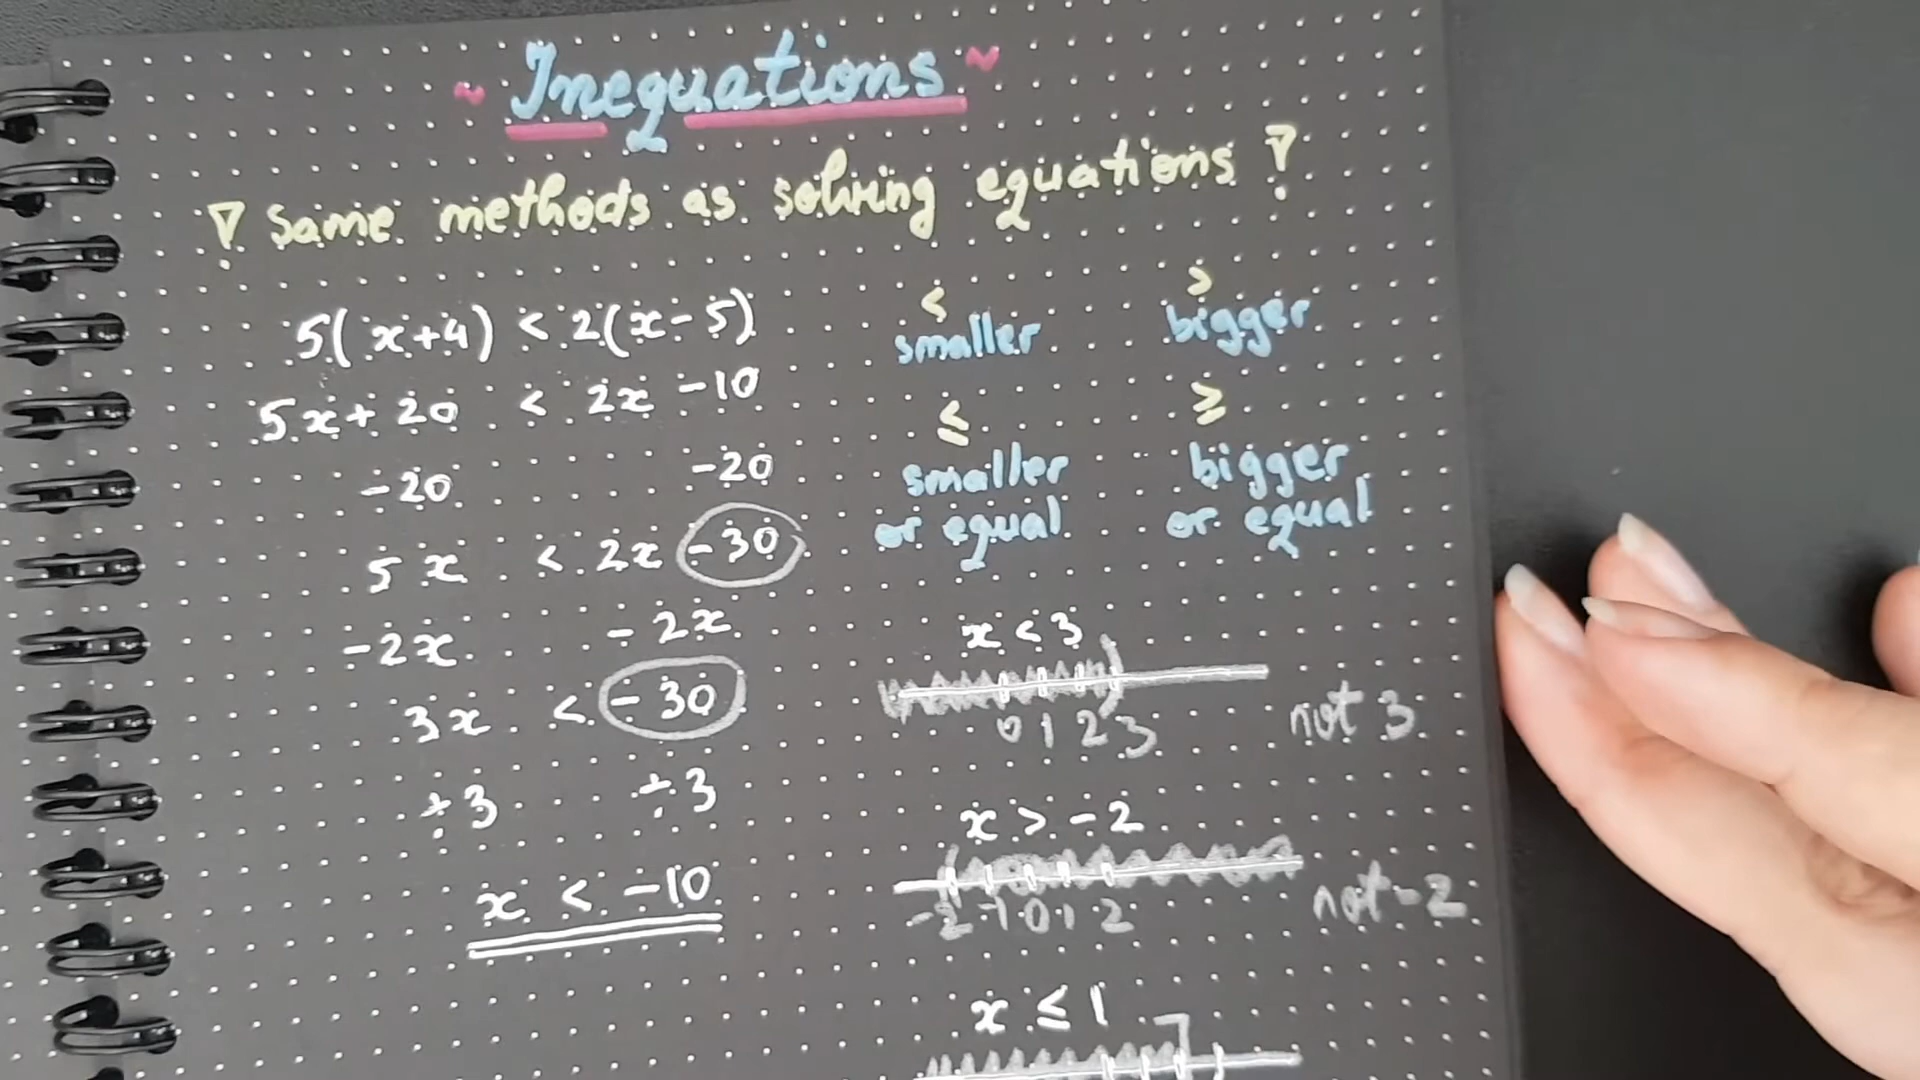 ~ Inequations ~
! Same methods as solving equations !
5(x+4) < 2(x-5)
5x+20 < 2x -10
-20 -20
5x < 2x -30
-2x -2x
3x < -30
÷3 ÷3
x < -10
< >
smaller bigger
≤ ≥
smaller bigger
or equal or equal
x < 3
0 1 2 3 not 3
x > -2
-2 -1 0 1 2 not -2
x ≤ 1